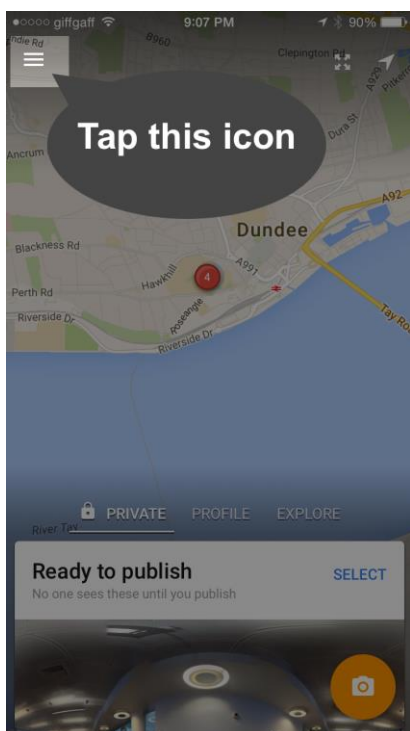 giffgaff 9:07 PM 90%
B960
Clepington Rd
A929
Dura St
Tap this icon
Ancrum
A92
Dundee
Blackness Rd
A991
Hawkhill
4
Perth Rd
Roseangle
Riverside Dr
Riverside Dr
PRIVATE PROFILE EXPLORE
River Tay
Ready to publish
SELECT
No one sees these until you publish